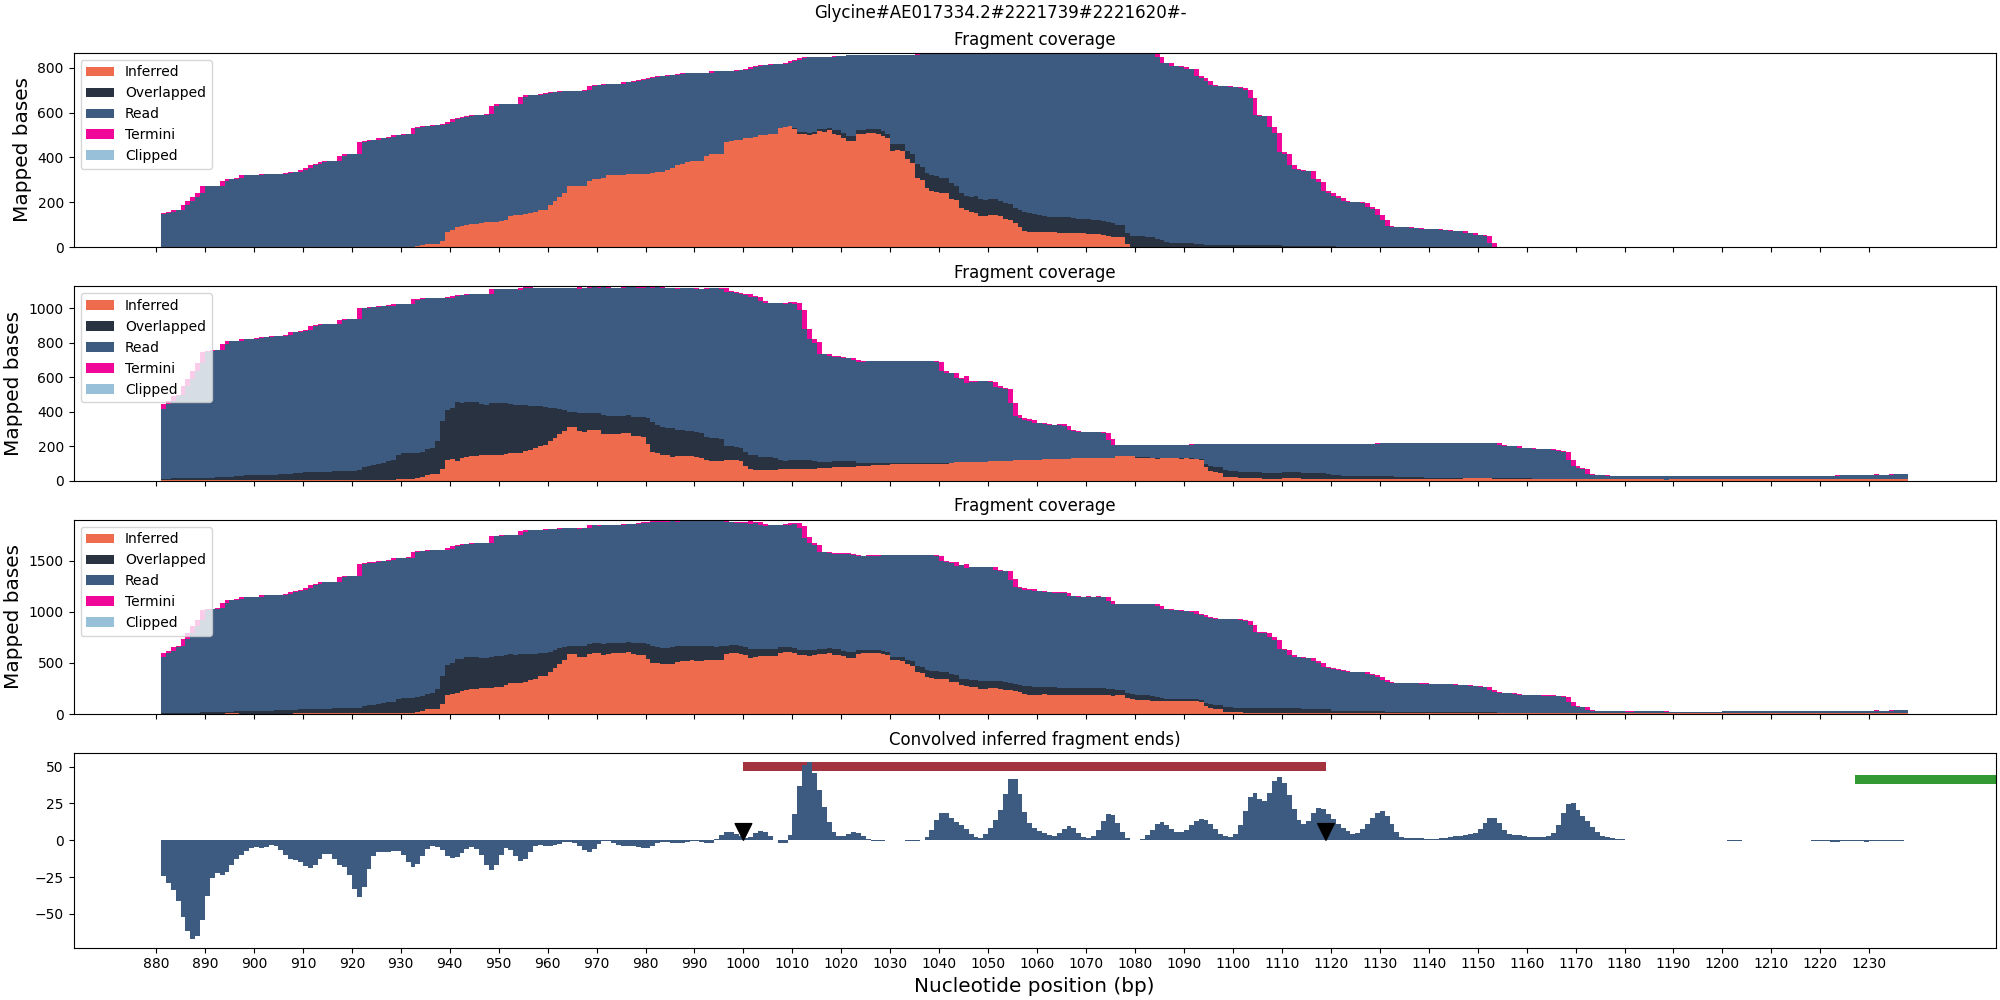 Glycine#AE017334.2#2221739#2221620#-
Fragment coverage
Mapped bases
800
600
400
200
0
Inferred
Overlapped
Read
Termini
Clipped
Fragment coverage
Mapped bases
1000
800
600
400
200
0
Inferred
Overlapped
Read
Termini
Clipped
Fragment coverage
Mapped bases
1500
1000
500
0
Inferred
Overlapped
Read
Termini
Clipped
Convolved inferred fragment ends)
50
25
0
−25
−50
880 890 900 910 920 930 940 950 960 970 980 990 1000 1010 1020 1030 1040 1050 1060 1070 1080 1090 1100 1110 1120 1130 1140 1150 1160 1170 1180 1190 1200 1210 1220 1230
Nucleotide position (bp)